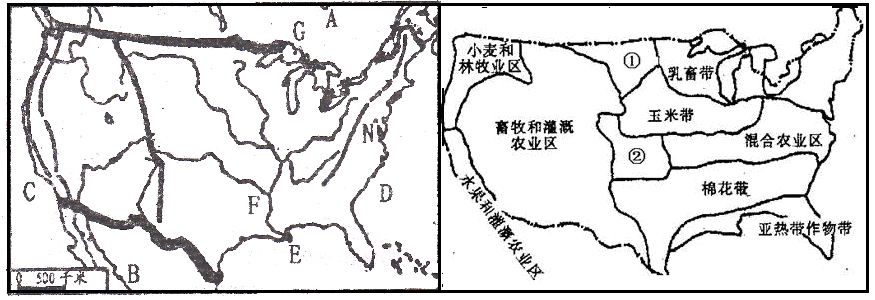 A
G
N
C
D
F
E
B
0 500千米
小麦和
林牧业区
①
乳畜带
玉米带
畜牧和灌溉
农业区
②
混合农业区
棉花带
水果和灌溉农业区
亚热带作物带